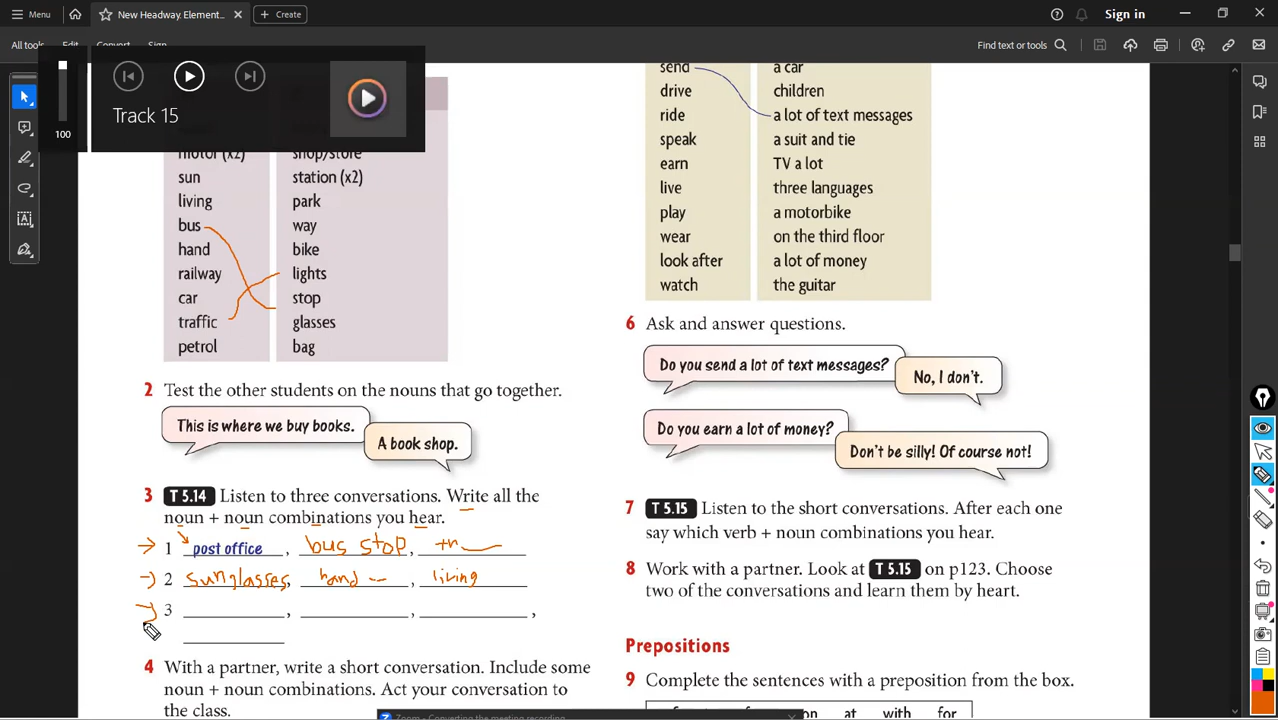 Menu
New Headway. Element...
Create
Sign in
All tools
Edit
Convert
Sign
Find text or tools
Track 15
100
motor (x2) shop/store
sun station (x2)
living park
bus way
hand bike
railway lights
car stop
traffic glasses
petrol bag
2 Test the other students on the nouns that go together.
This is where we buy books.
A book shop.
3 T 5.14 Listen to three conversations. Write all the
noun + noun combinations you hear.
1 post office, bus stop,
2 sunglasses, hand, living
3
4 With a partner, write a short conversation. Include some
noun + noun combinations. Act your conversation to
the class.
send a car
drive children
ride a lot of text messages
speak a suit and tie
earn TV a lot
live three languages
play a motorbike
wear on the third floor
look after a lot of money
watch the guitar
6 Ask and answer questions.
Do you send a lot of text messages?
No, I don't.
Do you earn a lot of money?
Don't be silly! Of course not!
7 T 5.15 Listen to the short conversations. After each one
say which verb + noun combinations you hear.
8 Work with a partner. Look at T 5.15 on p123. Choose
two of the conversations and learn them by heart.
Prepositions
9 Complete the sentences with a preposition from the box.
on at with for
Zoom - Converting the meeting recording